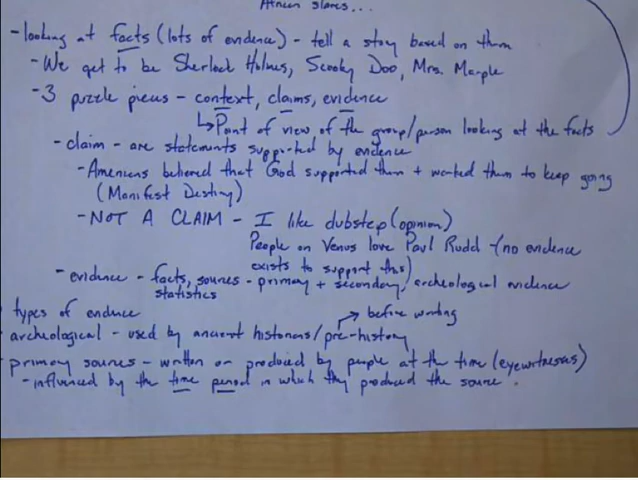 African slaves...
- looking at facts (lots of evidence) - tell a story based on them
- We get to be Sherlock Holmes, Scooby Doo, Mrs. Marple
- 3 puzzle pieces - context, claims, evidence
↳ Point of view of the group/person looking at the facts
- claim - are statements supported by evidence
- Americans believed that God supported them + wanted them to keep going
(Manifest Destiny)
- NOT A CLAIM - I like dubstep (opinion)
People on Venus love Paul Rudd - (no evidence
exists to support this)
- evidence - facts, sources - primary + secondary, archeological evidence
statistics
types of evidence
→ before writing
archeological - used by ancient historians/pre-history
primary sources - written or produced by people at the time (eyewitnesses)
- influenced by the time period in which they produced the source.